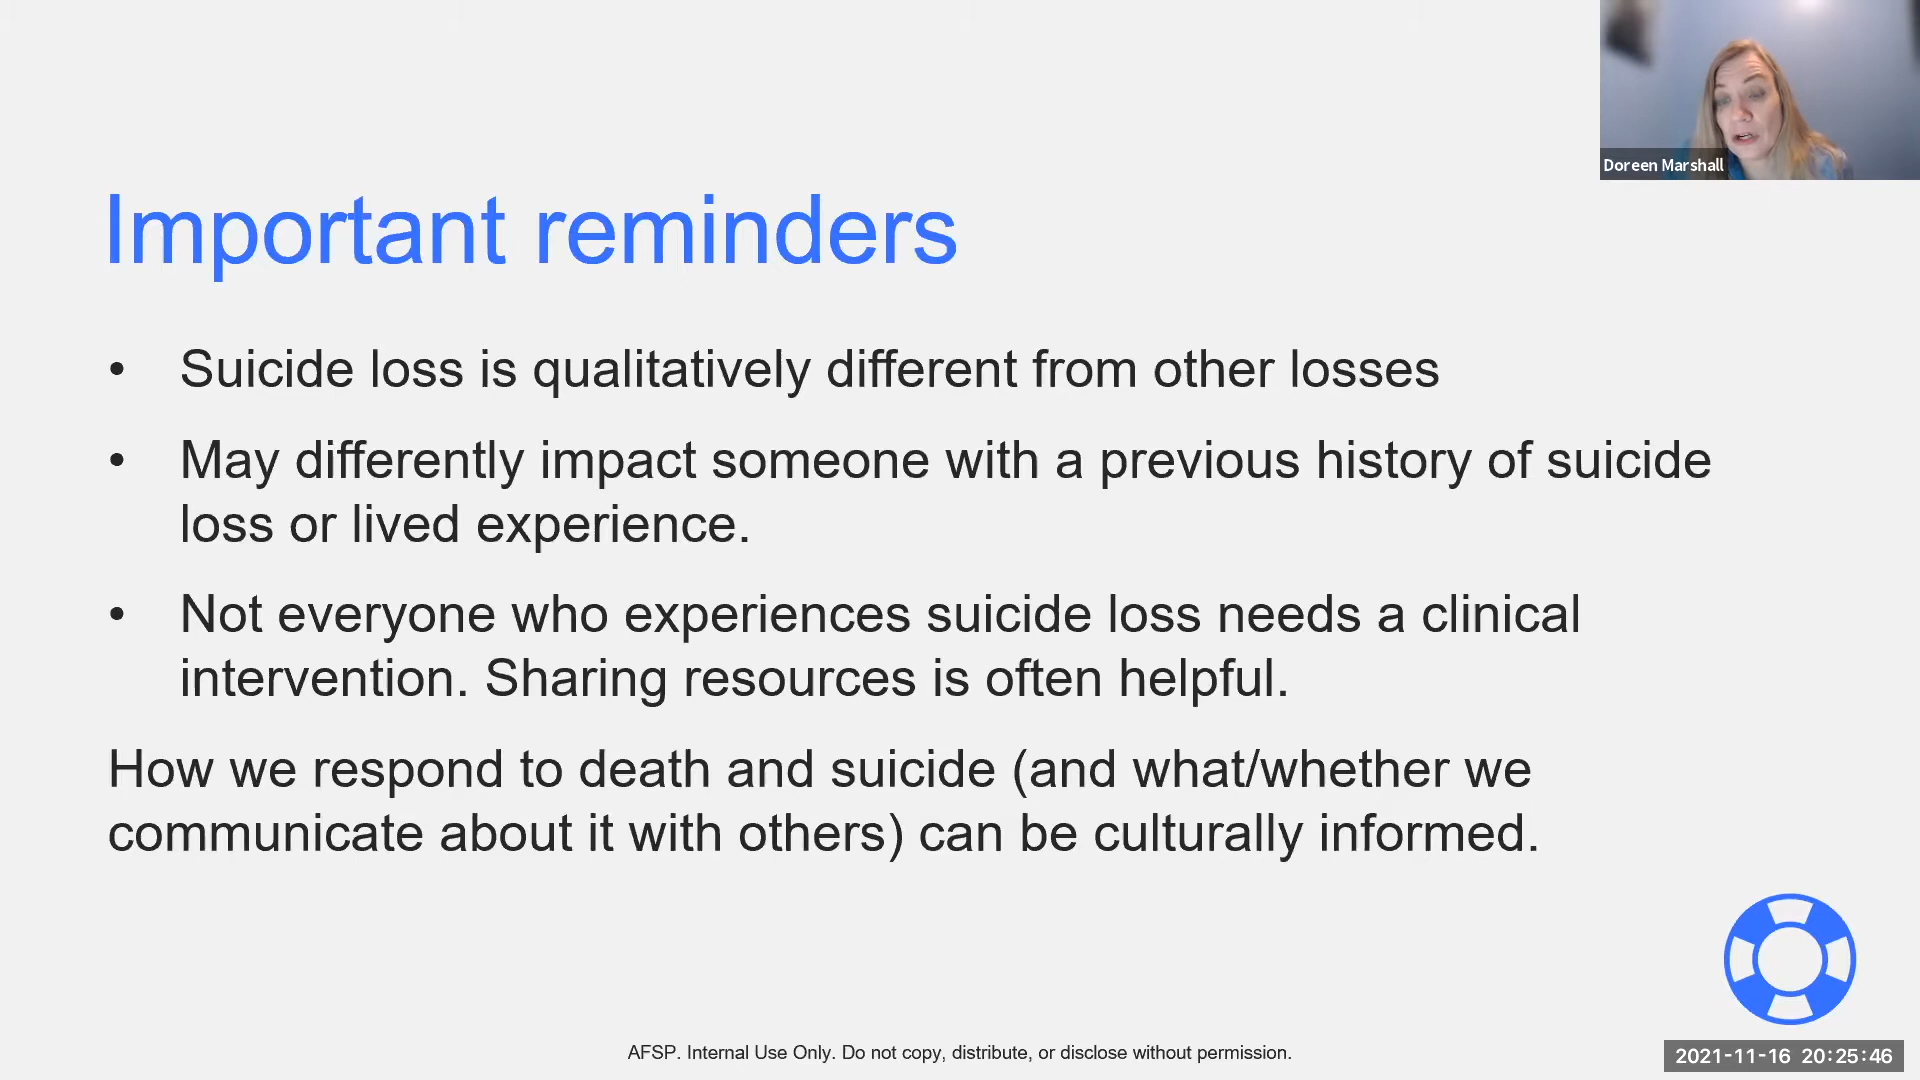 Doreen Marshall
Important reminders
• Suicide loss is qualitatively different from other losses
• May differently impact someone with a previous history of suicide
loss or lived experience.
• Not everyone who experiences suicide loss needs a clinical
intervention. Sharing resources is often helpful.
How we respond to death and suicide (and what/whether we
communicate about it with others) can be culturally informed.
AFSP. Internal Use Only. Do not copy, distribute, or disclose without permission.
2021-11-16 20:25:46